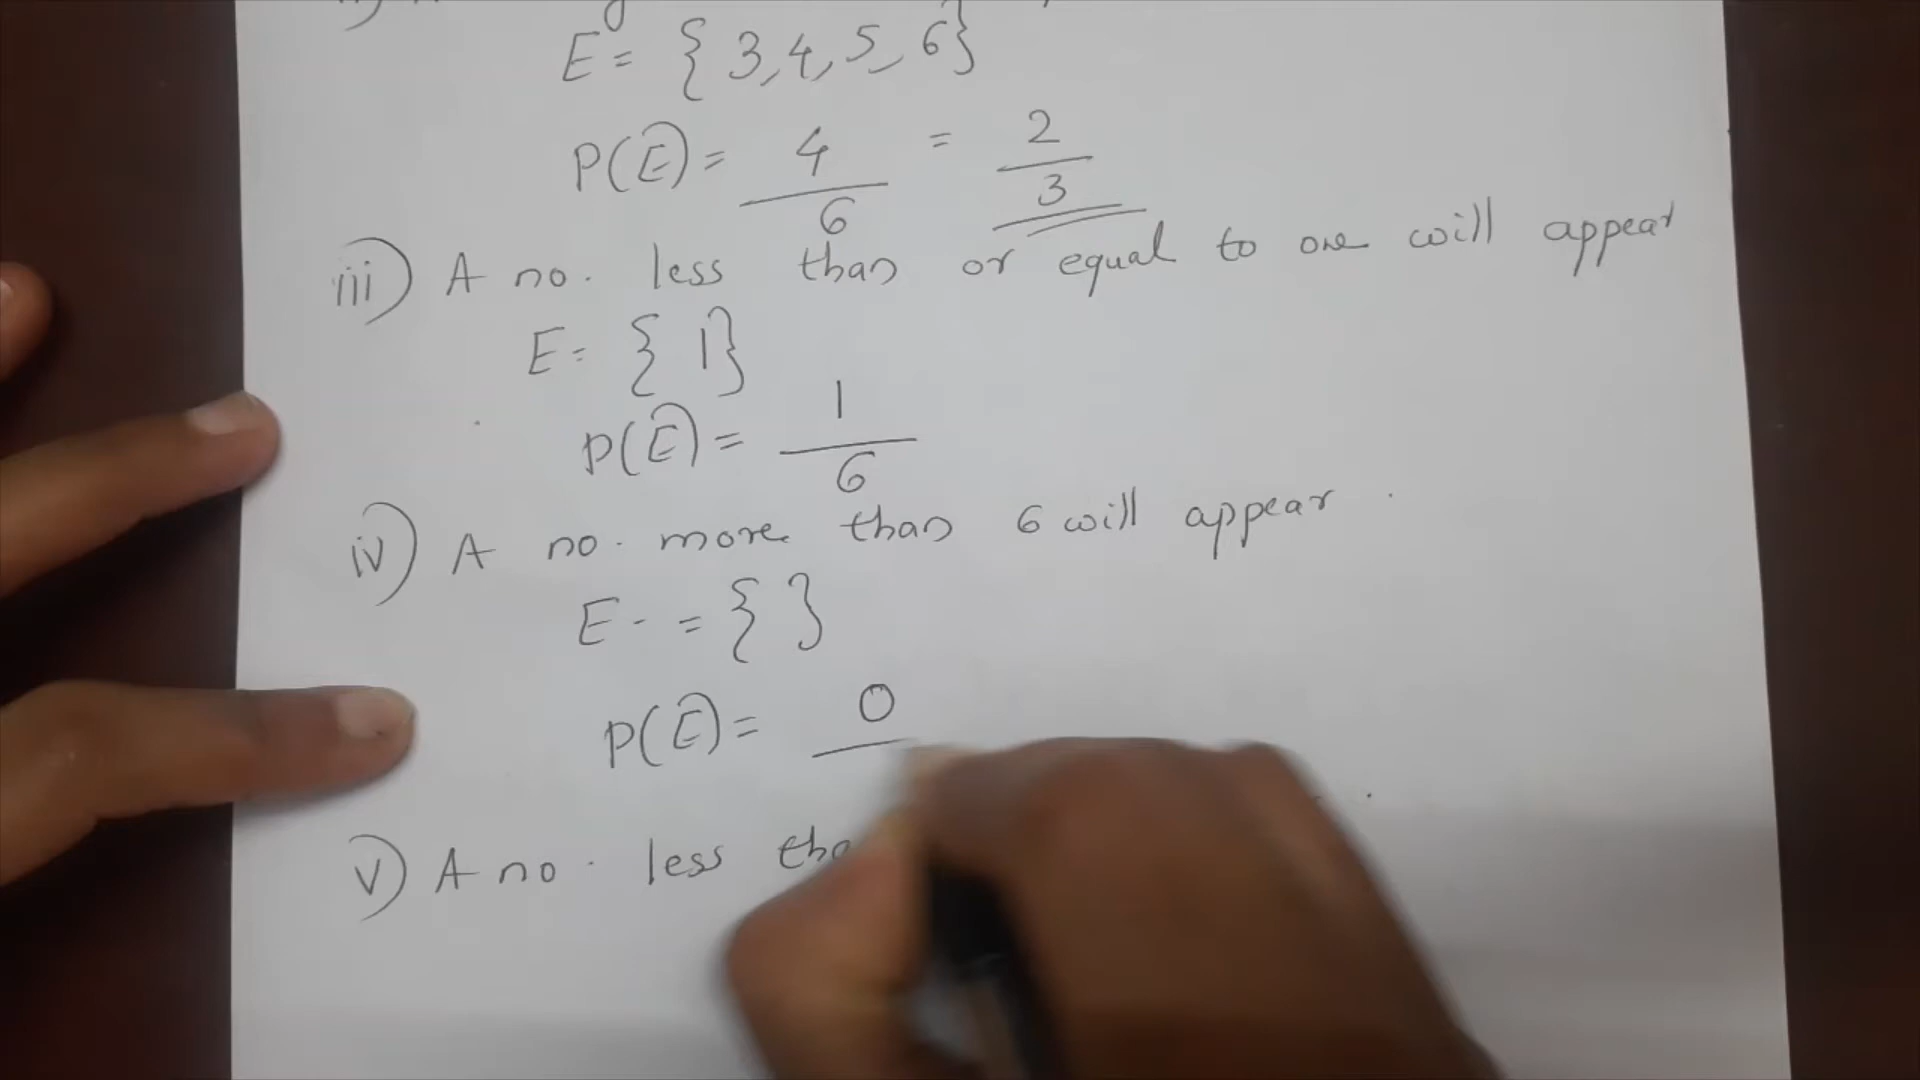 E = { 3, 4, 5, 6}
P(E) = 4/6 = 2/3
iii) A no. less than or equal to one will appear
E = { 1}
P(E) = 1/6
iv) A no. more than 6 will appear.
E = { }
P(E) = 0
v) A no. less